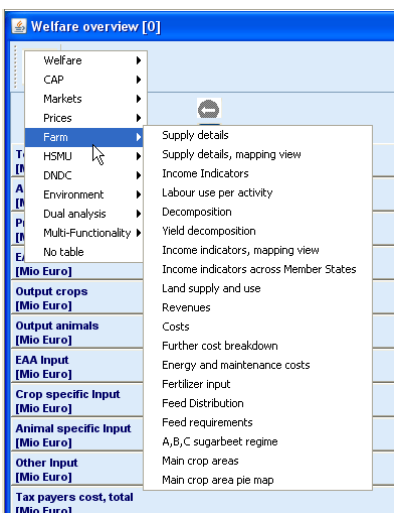 Welfare overview [0]
Welfare
CAP
Markets
Prices
Farm
HSMU
DNDC
Environment
Dual analysis
Multi-Functionality
No table
Supply details
Supply details, mapping view
Income Indicators
Labour use per activity
Decomposition
Yield decomposition
Income indicators, mapping view
Income indicators across Member States
Land supply and use
Revenues
Costs
Further cost breakdown
Energy and maintenance costs
Fertilizer input
Feed Distribution
Feed requirements
A,B,C sugarbeet regime
Main crop areas
Main crop area pie map
Output crops
[Mio Euro]
Output animals
[Mio Euro]
EAA Input
[Mio Euro]
Crop specific Input
[Mio Euro]
Animal specific Input
[Mio Euro]
Other Input
[Mio Euro]
Tax payers cost, total
[Mio Euro]